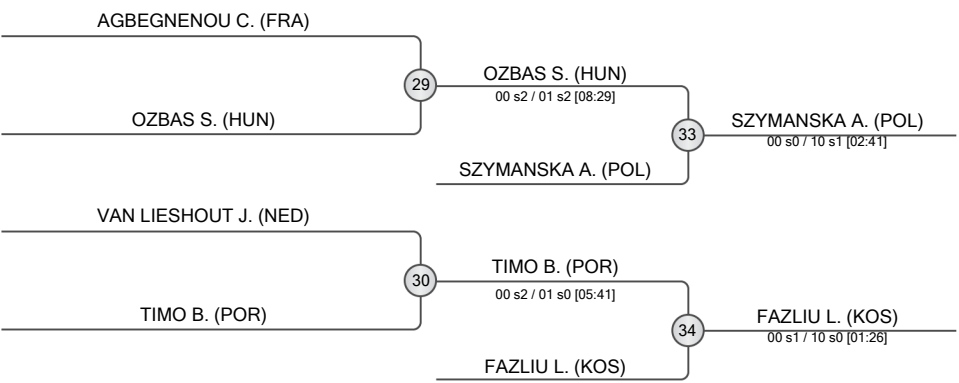 AGBEGNENOU C. (FRA)
29
OZBAS S. (HUN)
OZBAS S. (HUN)
00 s2 / 01 s2 [08:29]
33
SZYMANSKA A. (POL)
SZYMANSKA A. (POL)
00 s0 / 10 s1 [02:41]
VAN LIESHOUT J. (NED)
30
TIMO B. (POR)
TIMO B. (POR)
00 s2 / 01 s0 [05:41]
34
FAZLIU L. (KOS)
FAZLIU L. (KOS)
00 s1 / 10 s0 [01:26]